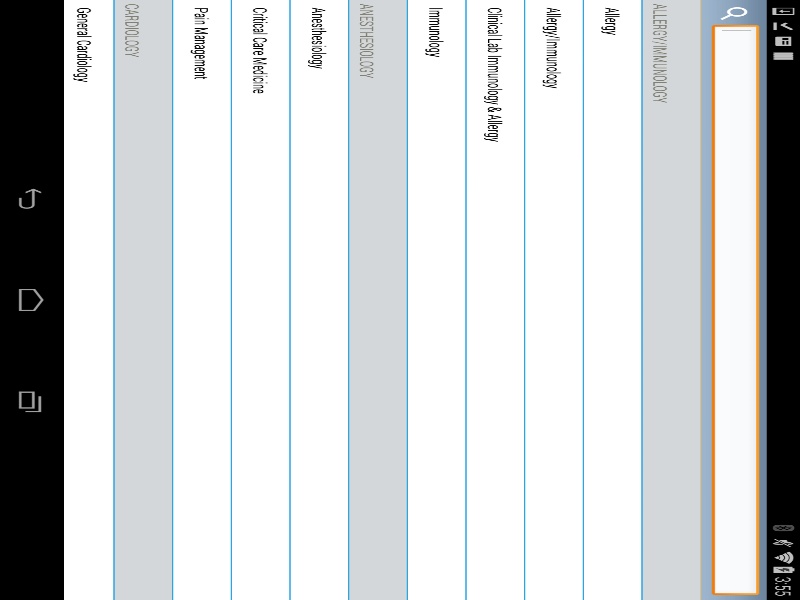 3:55
ALLERGY/IMMUNOLOGY
Allergy
Allergy/Immunology
Clinical Lab Immunology & Allergy
Immunology
ANESTHESIOLOGY
Anesthesiology
Critical Care Medicine
Pain Management
CARDIOLOGY
General Cardiology